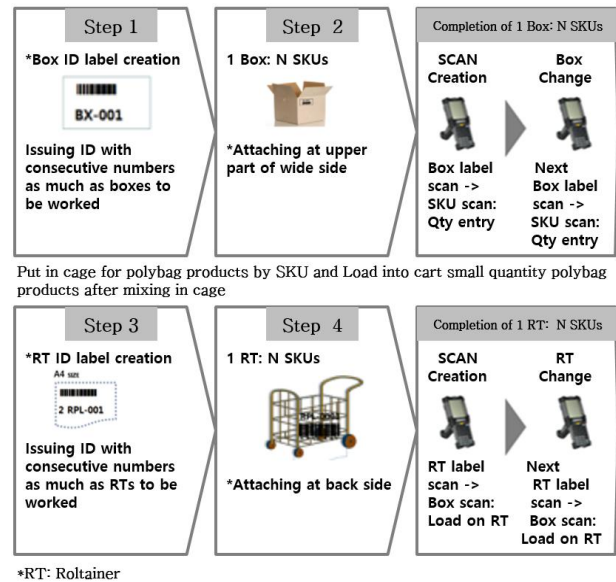 Step 1
*Box ID label creation
BX-001
Issuing ID with
consecutive numbers
as much as boxes to
be worked
Step 2
1 Box: N SKUs
*Attaching at upper
part of wide side
Completion of 1 Box: N SKUs
SCAN
Creation
Box label
scan ->
SKU scan:
Qty entry
Box
Change
Next
Box label
scan ->
SKU scan:
Qty entry
Put in cage for polybag products by SKU and Load into cart small quantity polybag
products after mixing in cage
Step 3
*RT ID label creation
A4 size
2 RPL-001
Issuing ID with
consecutive numbers
as much as RTs to be
worked
Step 4
1 RT: N SKUs
RPL-0001
*Attaching at back side
Completion of 1 RT: N SKUs
SCAN
Creation
RT label
scan ->
Box scan:
Load on RT
RT
Change
Next
RT label
scan ->
Box scan:
Load on RT
*RT: Roltainer